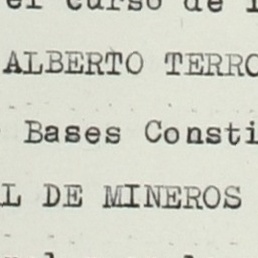 el curso de l
ALBERTO TERRO
Bases Consti
L DE MINEROS